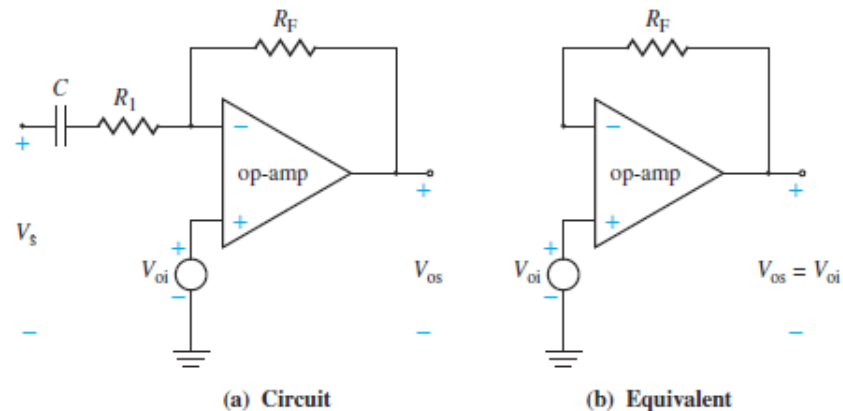 R_F
R_F
C
R_1
−
−
+
op-amp
op-amp
+
+
+
+
V_s
+
+
V_oi
V_os
V_oi
V_os = V_oi
−
−
−
−
−
(a) Circuit
(b) Equivalent